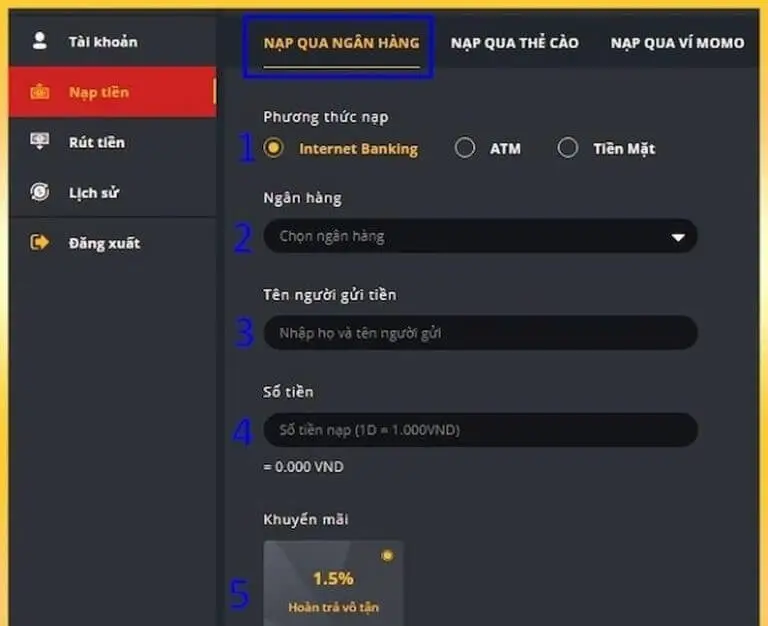 Tài khoản
Nạp tiền
Rút tiền
Lịch sử
Đăng xuất
NẠP QUA NGÂN HÀNG NẠP QUA THẺ CÀO NẠP QUA VÍ MOMO
Phương thức nạp
1 Internet Banking ATM Tiền Mặt
Ngân hàng
2 Chọn ngân hàng
Tên người gửi tiền
3 Nhập họ và tên người gửi
Số tiền
4 Số tiền nạp (1D = 1.000VND)
= 0.000 VND
Khuyến mãi
1.5%
5 Hoàn trả vô tận